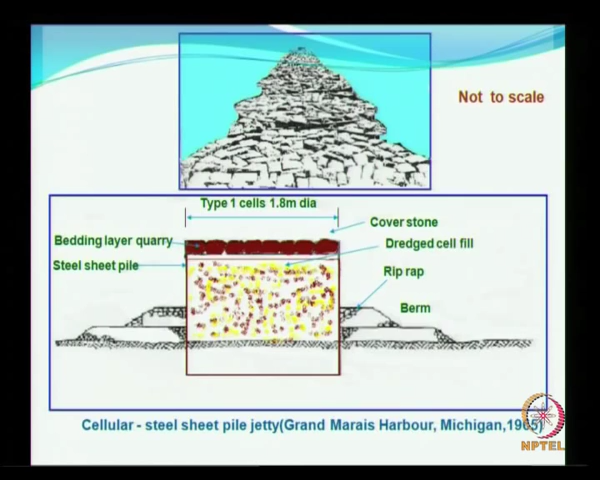 Not to scale
Type 1 cells 1.8m dia
Cover stone
Bedding layer quarry
Dredged cell fill
Steel sheet pile
Rip rap
Berm
Cellular - steel sheet pile jetty(Grand Marais Harbour, Michigan,1965)
NPTEL